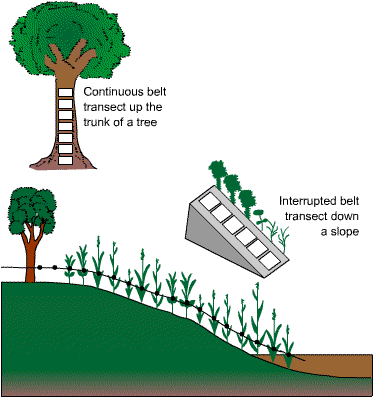 Continuous belt
transect up the
trunk of a tree
Interrupted belt
transect down
a slope